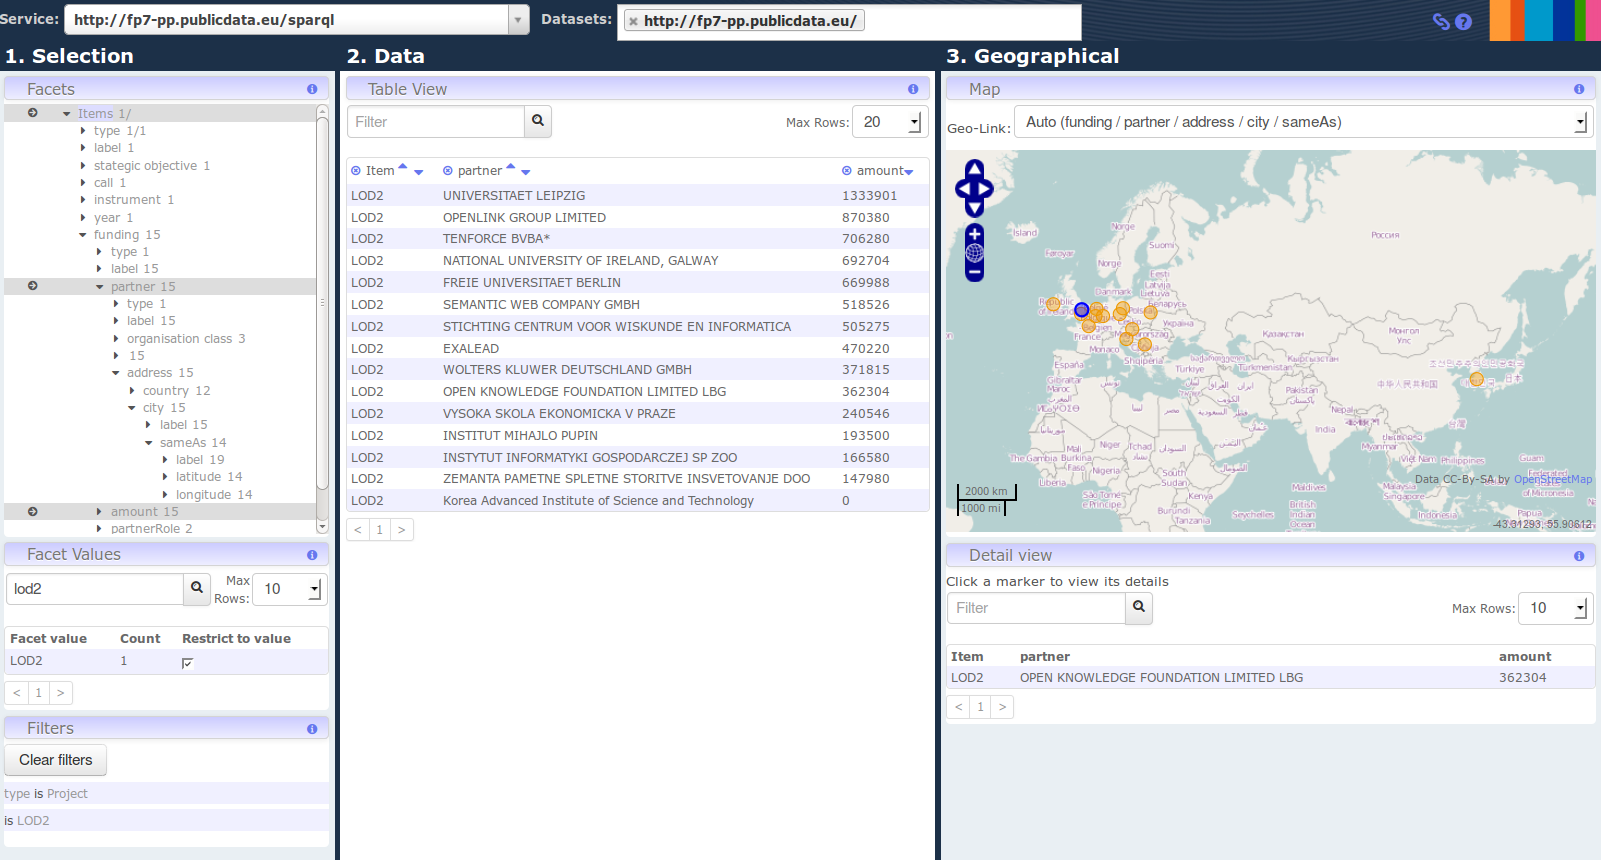 Service: http://fp7-pp.publicdata.eu/sparql Datasets: × http://fp7-pp.publicdata.eu/
1. Selection
Facets
Items 1/
type 1/1
label 1
stategic objective 1
call 1
instrument 1
year 1
funding 15
type 1
label 15
partner 15
type 1
label 15
organisation class 3
15
address 15
country 12
city 15
label 15
sameAs 14
label 19
latitude 14
longitude 14
amount 15
partnerRole 2
Facet Values
lod2 Max Rows: 10
Facet value Count Restrict to value
LOD2 1
< 1 >
Filters
Clear filters
type is Project
is LOD2
2. Data
Table View
Filter Max Rows: 20
Item partner amount
LOD2 UNIVERSITAET LEIPZIG 1333901
LOD2 OPENLINK GROUP LIMITED 870380
LOD2 TENFORCE BVBA* 706280
LOD2 NATIONAL UNIVERSITY OF IRELAND, GALWAY 692704
LOD2 FREIE UNIVERSITAET BERLIN 669988
LOD2 SEMANTIC WEB COMPANY GMBH 518526
LOD2 STICHTING CENTRUM VOOR WISKUNDE EN INFORMATICA 505275
LOD2 EXALEAD 470220
LOD2 WOLTERS KLUWER DEUTSCHLAND GMBH 371815
LOD2 OPEN KNOWLEDGE FOUNDATION LIMITED LBG 362304
LOD2 VYSOKA SKOLA EKONOMICKA V PRAZE 240546
LOD2 INSTITUT MIHAJLO PUPIN 193500
LOD2 INSTYTUT INFORMATYKI GOSPODARCZEJ SP ZOO 166580
LOD2 ZEMANTA PAMETNE SPLETNE STORITVE INSVETOVANJE DOO 147980
LOD2 Korea Advanced Institute of Science and Technology 0
< 1 >
3. Geographical
Map
Geo-Link: Auto (funding / partner / address / city / sameAs)
Norge
Ísland
Suomi
Россия
Føroyar
Norge
Eesti
Latvija
Danmark
Lietuva
Беларусь
Україна
France
Monaco
Қазақстан
Монгол
Улс
Shqipëria
España
Türkiye
Turkmenistan
Кыргызстан
Gibraltar
Maroc
Pakistan
中华人民共和国
日本
Nepal
India
台灣
Myanmar
Mali
Niger
Tchad
The Gambia
Burkina
Faso
Nigeria
Liberia
South
Sudan
São Tomé
e Príncipe
Kenya
Burundi
Tanzania
Seychelles
Maldives
British
Indian
Ocean
Việt Nam
Philippines
Guam
Malaysia
Singapore
Indonesia
Federated
of Micronesia
Papua
2000 km
1000 mi
Data CC-By-SA by OpenStreetMap
-43.31293, 55.90612
Detail view
Click a marker to view its details
Filter Max Rows: 10
Item partner amount
LOD2 OPEN KNOWLEDGE FOUNDATION LIMITED LBG 362304
< 1 >